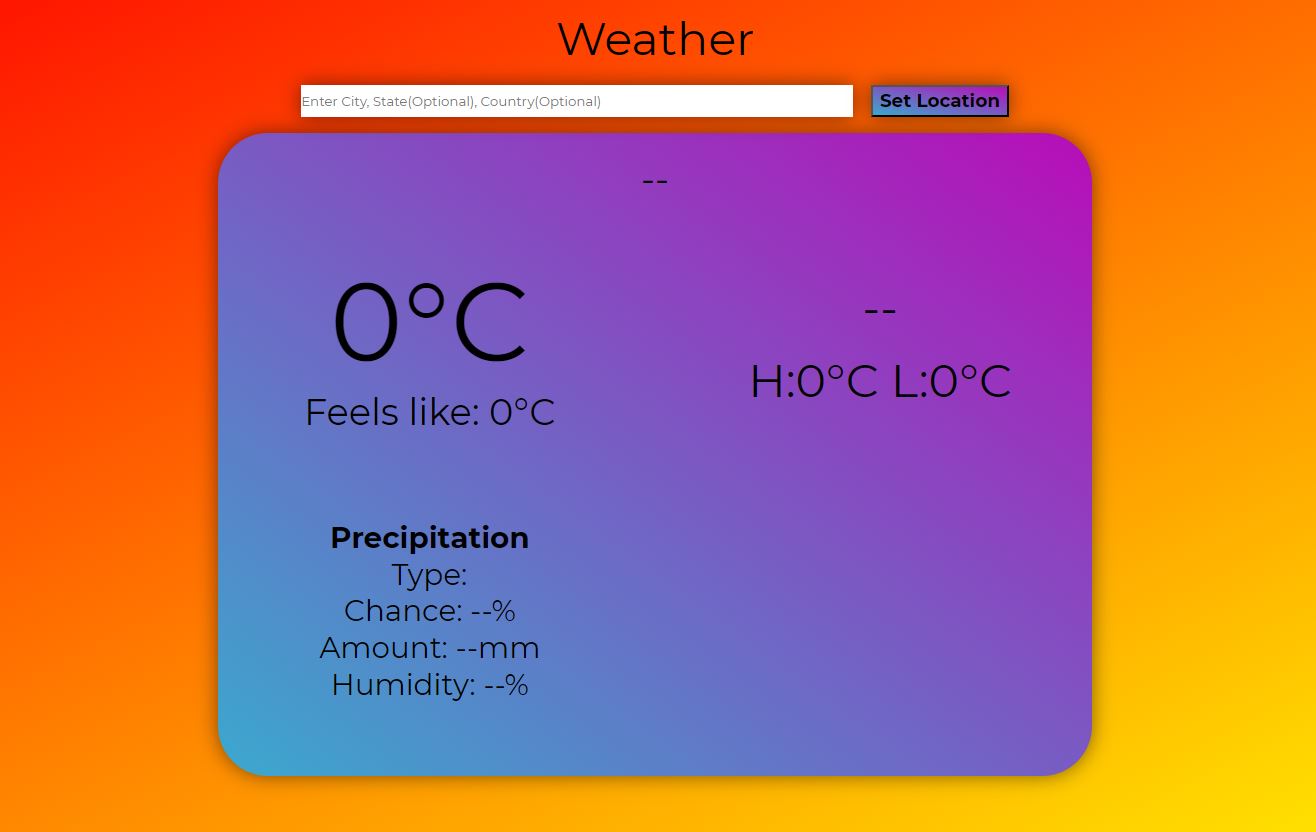 Weather
Enter City, State(Optional), Country(Optional)
Set Location
--
0°C
Feels like: 0°C
--
H:0°C L:0°C
Precipitation
Type:
Chance: --%
Amount: --mm
Humidity: --%